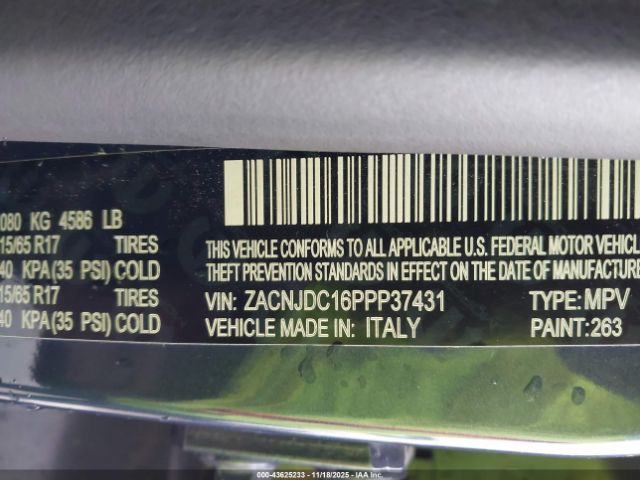 080 KG 4586 LB
15/65 R17 TIRES
40 KPA(35 PSI) COLD
15/65 R17 TIRES
40 KPA(35 PSI) COLD
THIS VEHICLE CONFORMS TO ALL APPLICABLE U.S. FEDERAL MOTOR VEHICL
THEFT PREVENTION STANDARDS IN EFFECT ON THE DATE OF MANUFACTURE
VIN: ZACNJDC16PPP37431 TYPE: MPV
VEHICLE MADE IN: ITALY PAINT: 263
000-43625233 - 11/18/2025 - IAA Inc.